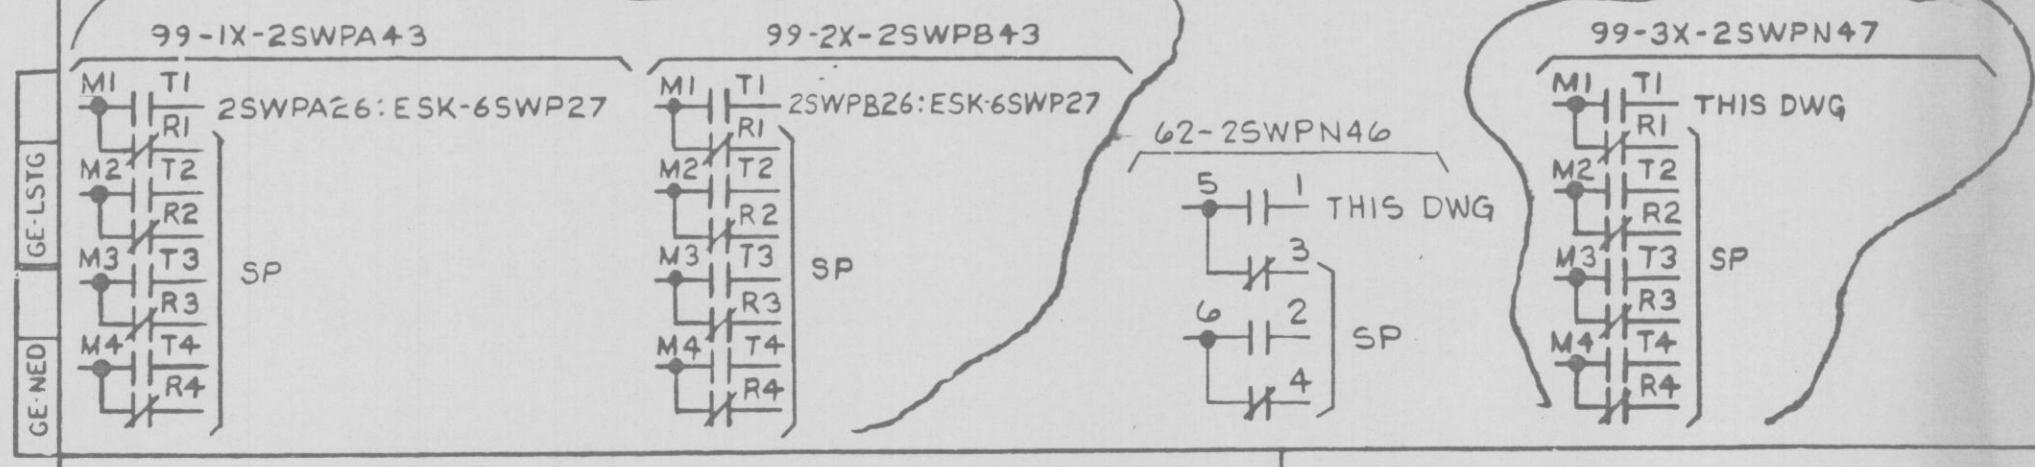 99-1X-2SWPA43
M1 T1 2SWPA26:ESK-6SWP27
R1
M2 T2
R2
M3 T3 SP
R3
M4 T4
R4
99-2X-2SWPB43
M1 T1 2SWPB26:ESK-6SWP27
R1
M2 T2
R2
M3 T3 SP
R3
M4 T4
R4
62-2SWPN46
5 1 THIS DWG
3
6 2 SP
4
99-3X-2SWPN47
M1 T1 THIS DWG
R1
M2 T2
R2
M3 T3 SP
R3
M4 T4
R4
GE-LSTG
GE-NED